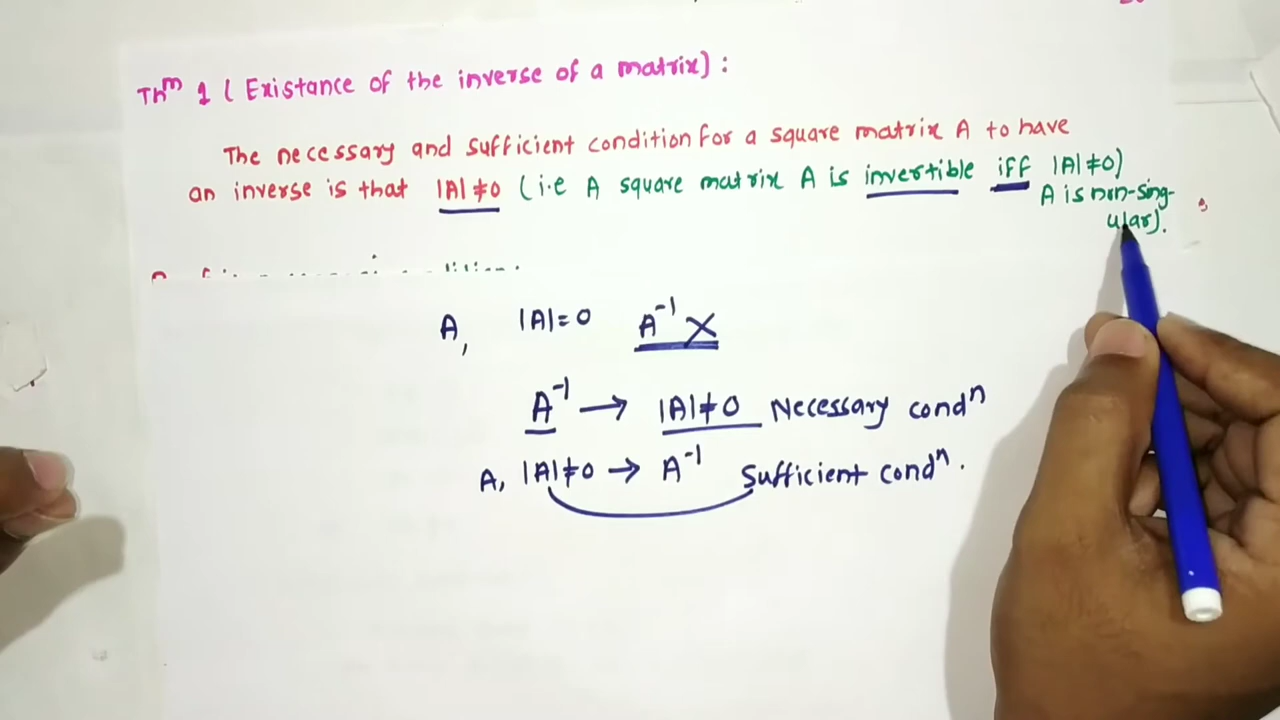 Thm 1 ( Existance of the inverse of a matrix) :
The necessary and sufficient condition for a square matrix A to have
an inverse is that |A| ≠ 0 ( i.e A square matrix A is invertible iff |A| ≠ 0)
A is non-sing-
ular).
A, |A| = 0 A⁻¹ X
A⁻¹ → |A| ≠ 0 Necessary condⁿ
A, |A| ≠ 0 → A⁻¹ Sufficient condⁿ.